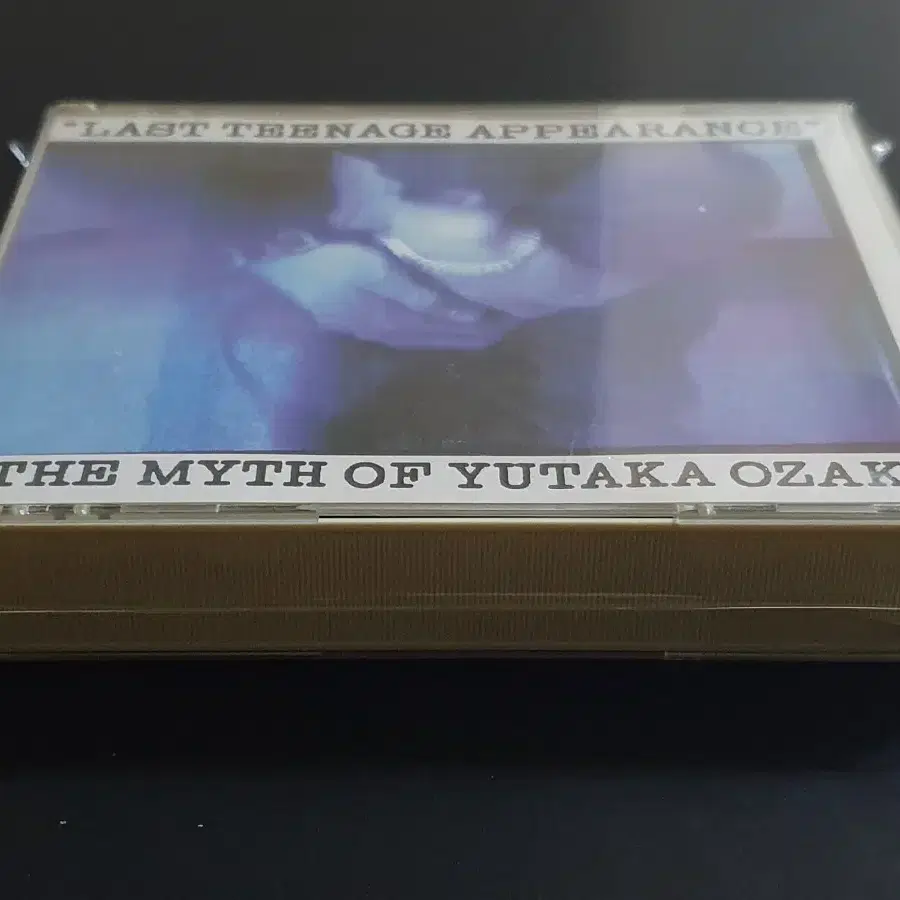 "LAST TEENAGE APPEARANCE"
THE MYTH OF YUTAKA OZAK